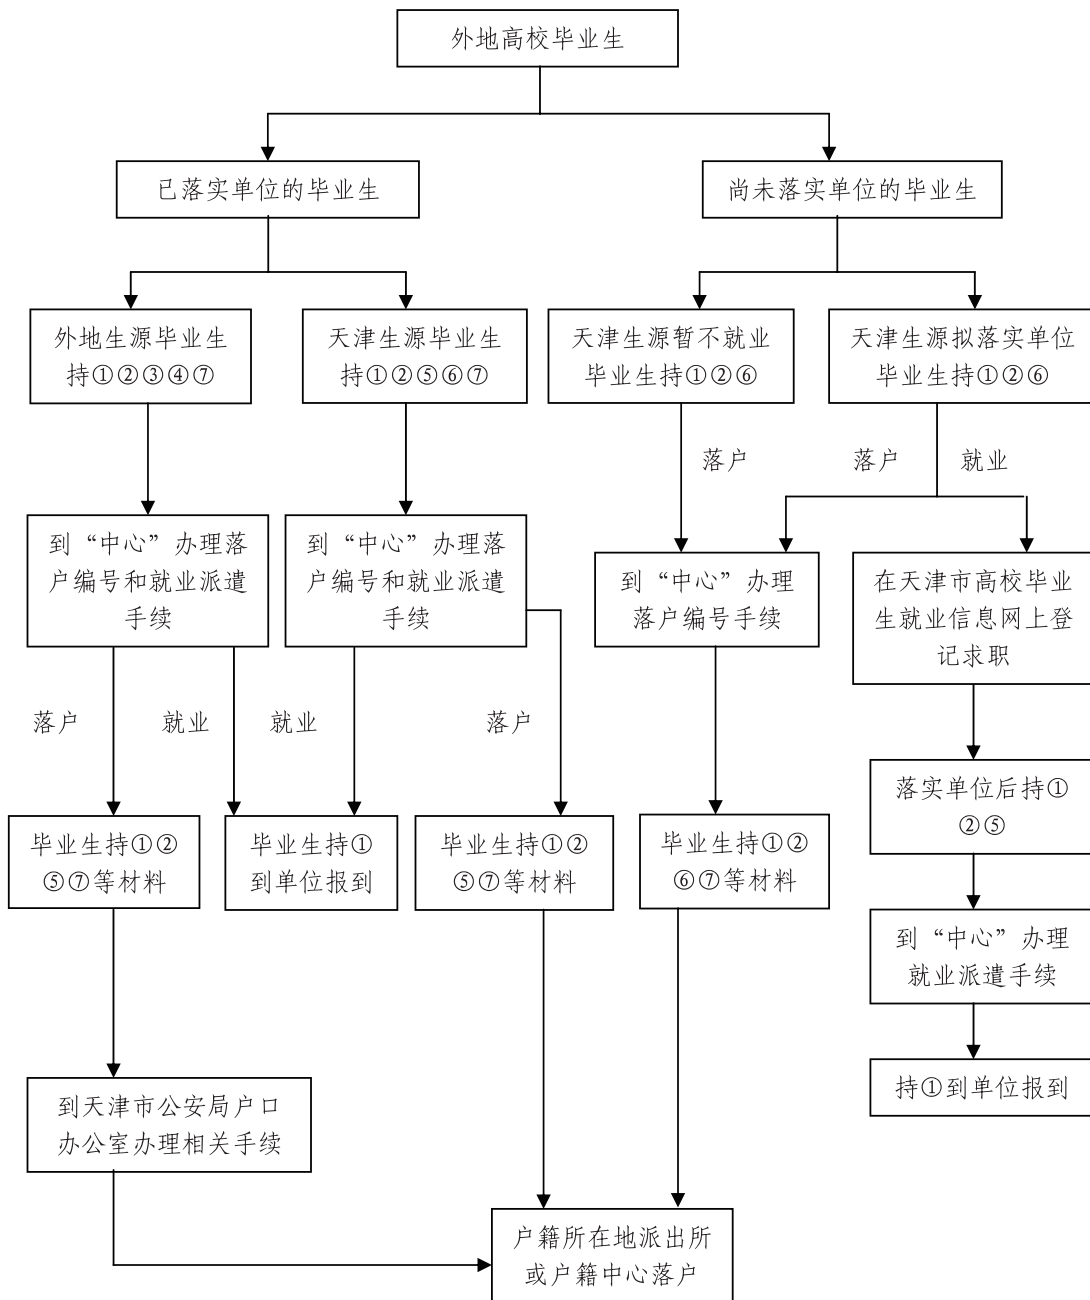 外地高校毕业生
已落实单位的毕业生
尚未落实单位的毕业生
外地生源毕业生
持①②③④⑦
天津生源毕业生
持①②⑤⑥⑦
天津生源暂不就业
毕业生持①②⑥
天津生源拟落实单位
毕业生持①②⑥
落户
落户
就业
到“中心”办理落
户编号和就业派遣
手续
到“中心”办理落
户编号和就业派遣
手续
到“中心”办理
落户编号手续
在天津市高校毕业
生就业信息网上登
记求职
落户
就业
就业
落户
落实单位后持①
②⑤
毕业生持①②
⑤⑦等材料
毕业生持①
到单位报到
毕业生持①②
⑤⑦等材料
毕业生持①②
⑥⑦等材料
到“中心”办理
就业派遣手续
持①到单位报到
到天津市公安局户口
办公室办理相关手续
户籍所在地派出所
或户籍中心落户